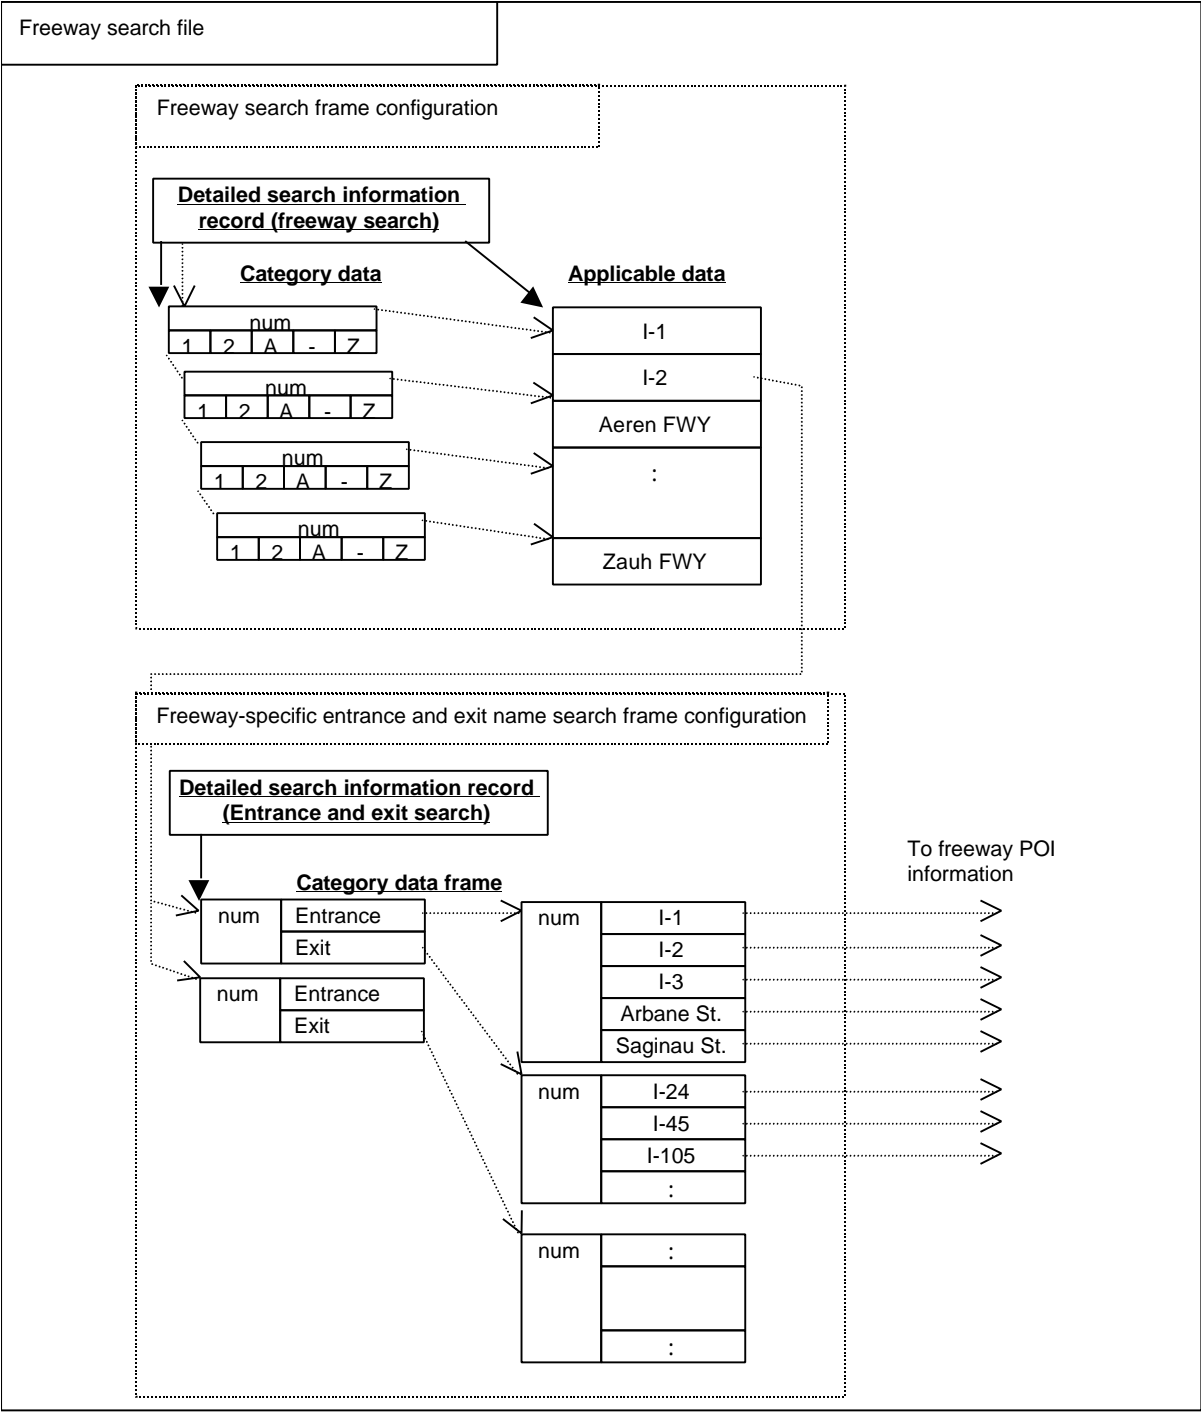 Freeway search file
Freeway search frame configuration
Detailed search information
record (freeway search)
Category data
Applicable data
num
1 2 A - Z
num
1 2 A - Z
num
1 2 A - Z
num
1 2 A - Z
I-1
I-2
Aeren FWY
:
Zauh FWY
Freeway-specific entrance and exit name search frame configuration
Detailed search information record
(Entrance and exit search)
Category data frame
num
Entrance
Exit
num
Entrance
Exit
num
I-1
I-2
I-3
Arbane St.
Saginau St.
num
I-24
I-45
I-105
:
num
:
:
To freeway POI
information